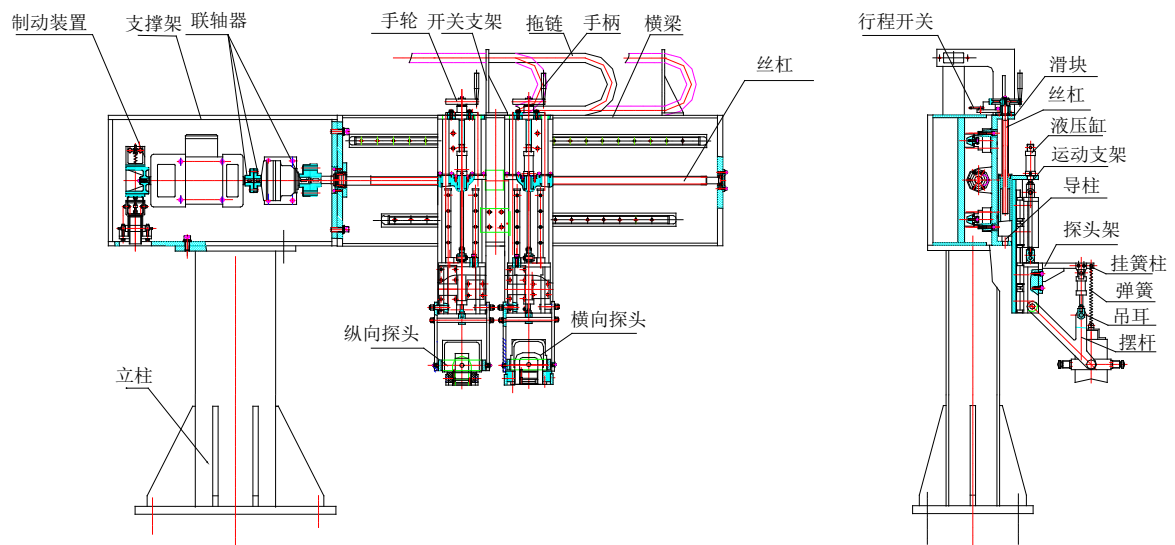 制动装置
支撑架
联轴器
手轮
开关支架
拖链
手柄
横梁
丝杠
纵向探头
横向探头
立柱
行程开关
滑块
丝杠
液压缸
运动支架
导柱
探头架
挂簧柱
弹簧
吊耳
摆杆